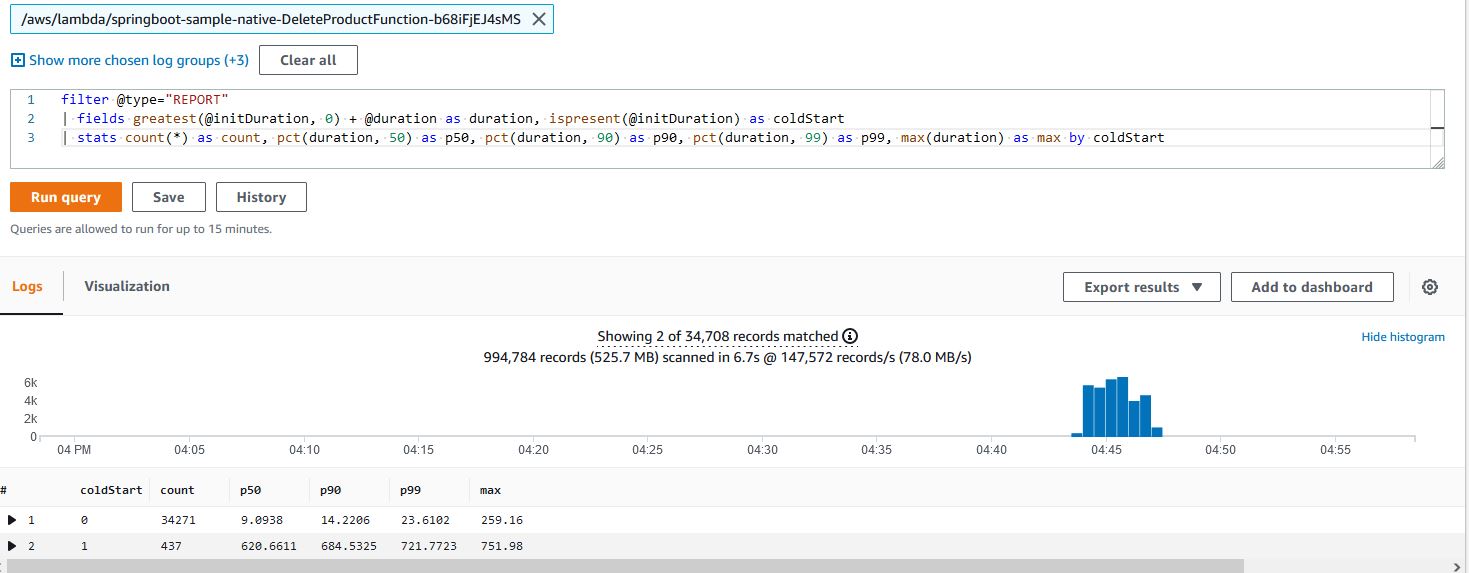 /aws/lambda/springboot-sample-native-DeleteProductFunction-b68iFjEJ4sMS
Show more chosen log groups (+3) Clear all
1 filter @type="REPORT"
2 | fields greatest(@initDuration, 0) + @duration as duration, ispresent(@initDuration) as coldStart
3 | stats count(*) as count, pct(duration, 50) as p50, pct(duration, 90) as p90, pct(duration, 99) as p99, max(duration) as max by coldStart
Run query Save History
Queries are allowed to run for up to 15 minutes.
Logs Visualization Export results Add to dashboard
Showing 2 of 34,708 records matched
Hide histogram
994,784 records (525.7 MB) scanned in 6.7s @ 147,572 records/s (78.0 MB/s)
6k
4k
2k
0
04 PM 04:05 04:10 04:15 04:20 04:25 04:30 04:35 04:40 04:45 04:50 04:55
# coldStart count p50 p90 p99 max
1 0 34271 9.0938 14.2206 23.6102 259.16
2 1 437 620.6611 684.5325 721.7723 751.98